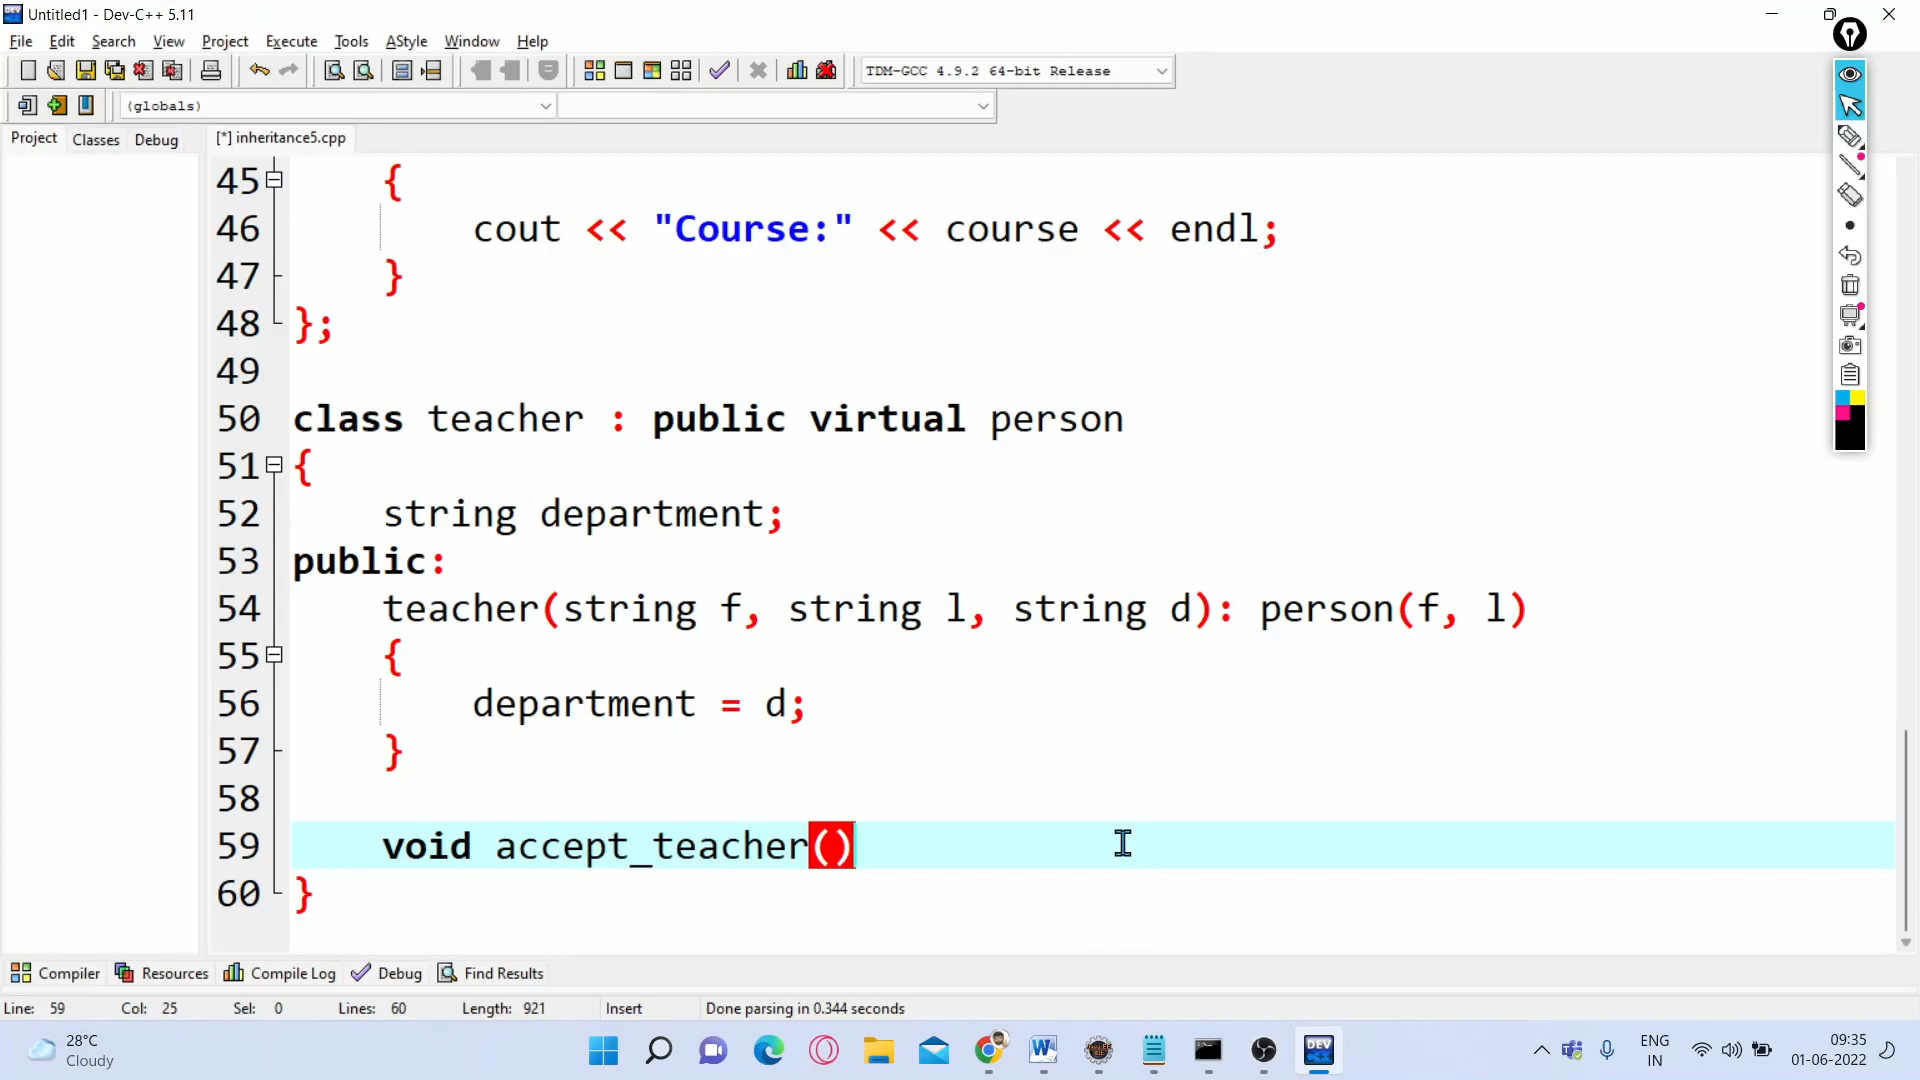 Untitled1 - Dev-C++ 5.11
File Edit Search View Project Execute Tools AStyle Window Help
TDM-GCC 4.9.2 64-bit Release
(globals)
Project Classes Debug [*] inheritance5.cpp
45 {
46 cout << "Course:" << course << endl;
47 }
48 };
49
50 class teacher : public virtual person
51 {
52 string department;
53 public:
54 teacher(string f, string l, string d): person(f, l)
55 {
56 department = d;
57 }
58
59 void accept_teacher()
60 }
Compiler Resources Compile Log Debug Find Results
Line: 59 Col: 25 Sel: 0 Lines: 60 Length: 921 Insert Done parsing in 0.344 seconds
28°C
Cloudy
DEV
ENG
IN
09:35
01-06-2022